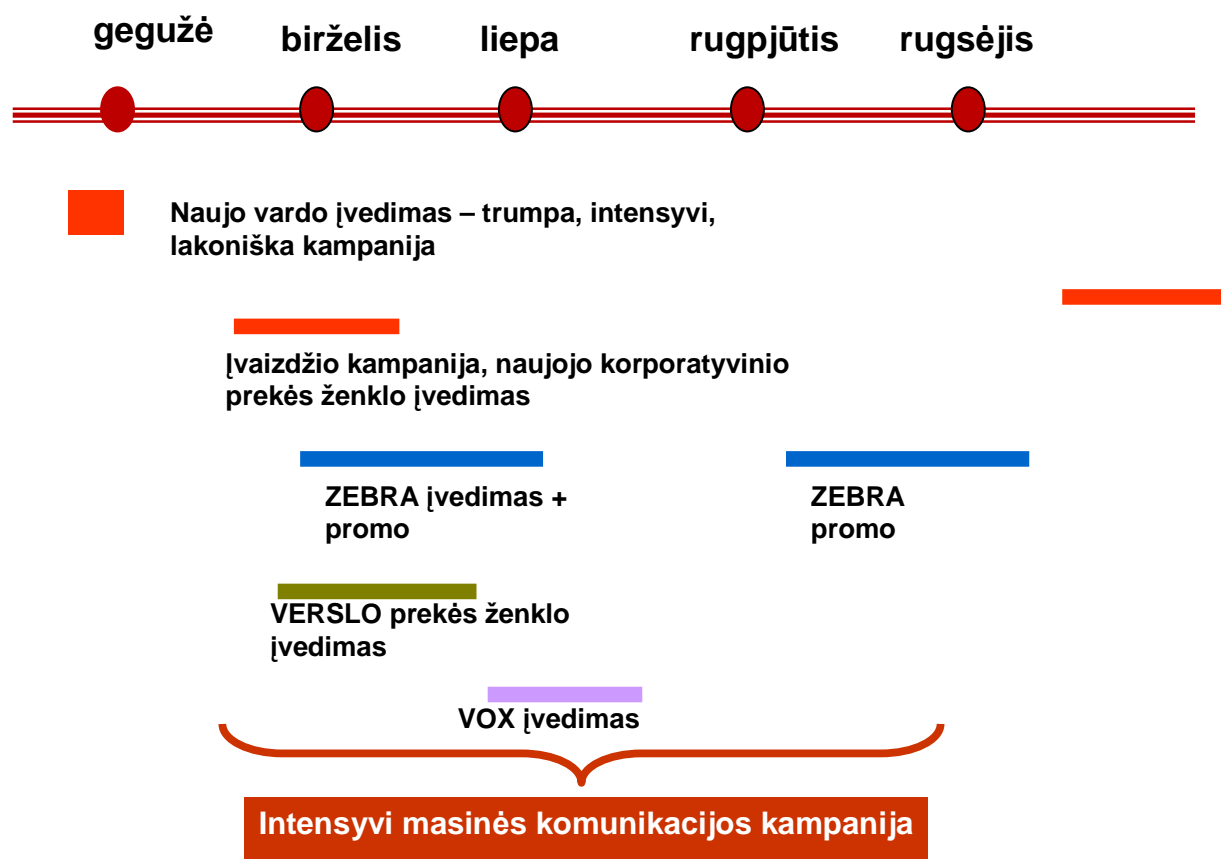 gegužė birželis liepa rugpjūtis rugsėjis
Naujo vardo įvedimas – trumpa, intensyvi,
lakoniška kampanija
Įvaizdžio kampanija, naujojo korporatyvinio
prekės ženklo įvedimas
ZEBRA įvedimas +
promo
ZEBRA
promo
VERSLO prekės ženklo
įvedimas
VOX įvedimas
Intensyvi masinės komunikacijos kampanija